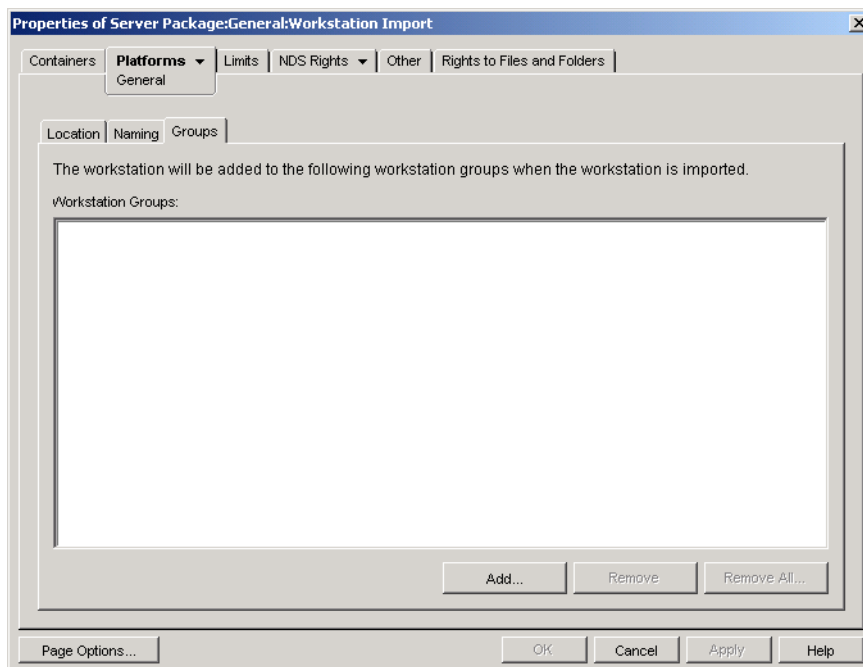 Properties of Server Package:General:Workstation Import
Containers Platforms Limits NDS Rights Other Rights to Files and Folders
General
Location Naming Groups
The workstation will be added to the following workstation groups when the workstation is imported.
Workstation Groups:
Add... Remove Remove All...
Page Options... OK Cancel Apply Help